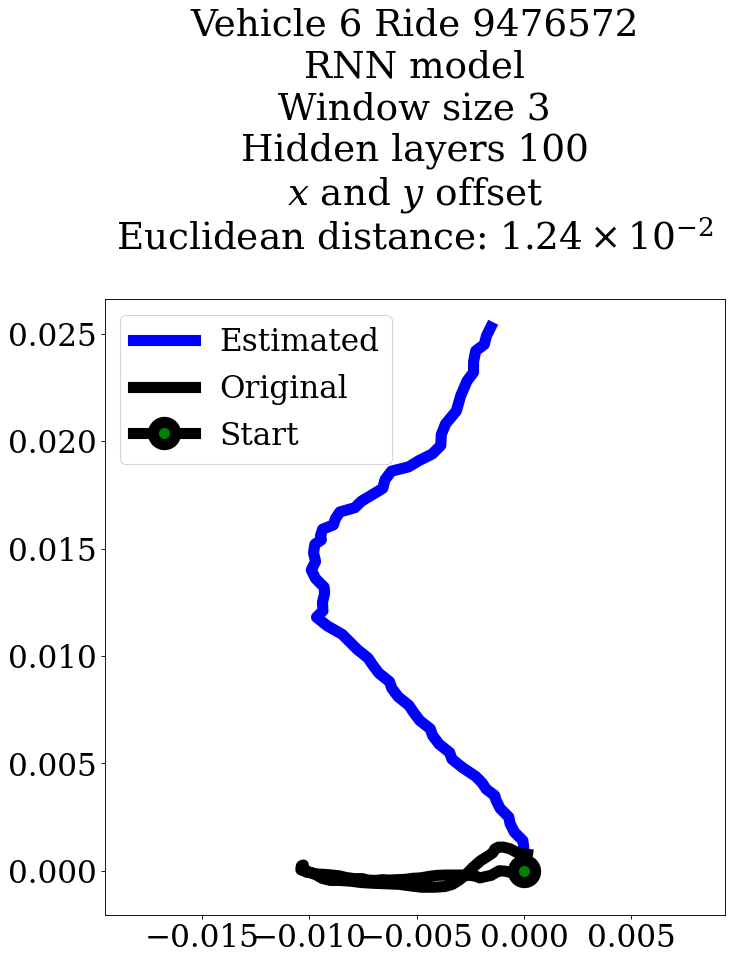 Vehicle 6 Ride 9476572
RNN model
Window size 3
Hidden layers 100
x and y offset
Euclidean distance: 1.24 × 10⁻²
Estimated
Original
Start
0.025
0.020
0.015
0.010
0.005
0.000
−0.015 −0.010 −0.005 0.000 0.005